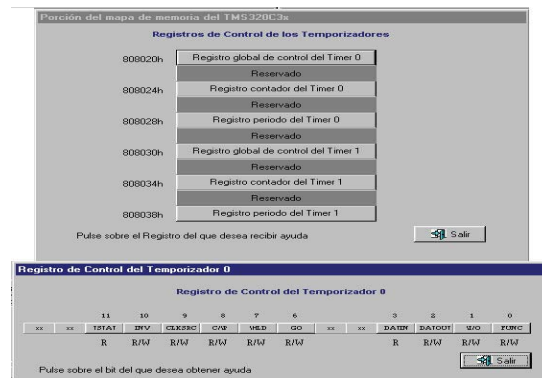 Porción del mapa de memoria del TMS320C3x
Registros de Control de los Temporizadores
808020h Registro global de control del Timer 0
Reservado
808024h Registro contador del Timer 0
Reservado
808028h Registro periodo del Timer 0
Reservado
808030h Registro global de control del Timer 1
Reservado
808034h Registro contador del Timer 1
Reservado
808038h Registro periodo del Timer 1
Pulse sobre el Registro del que desea recibir ayuda Salir
Registro de Control del Temporizador 0
Registro de Control del Temporizador 0
11 10 9 8 7 6 3 2 1 0
xx xx TSTAT INV CLKSRC C/\P \HLD GO xx xx DATIN DATOUT \I/O FUNC
R R/W R/W R/W R/W R/W R R/W R/W R/W
Pulse sobre el bit del que desea obtener ayuda Salir